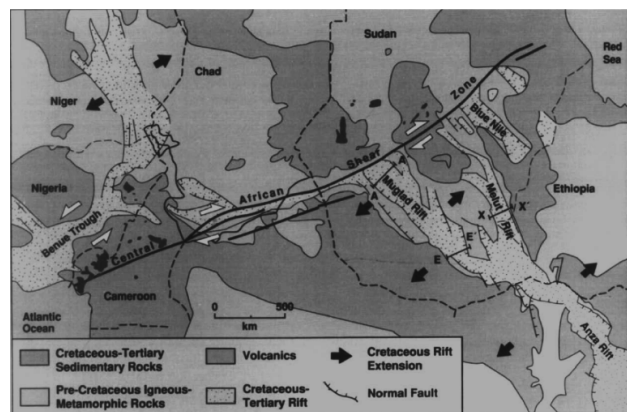 Sudan
Red
Sea
Chad
Niger
Zone
Blue Nile
Shear
African
Nigeria
A
Muglad Rift
A
Melut Rift
X
X'
Ethiopia
Benue Trough
E'
E
Central
Cameroon
0
500
km
Atlantic
Ocean
Anza Rift
Cretaceous-Tertiary
Sedimentary Rocks
Volcanics
Cretaceous Rift
Extension
Pre-Cretaceous Igneous-
Metamorphic Rocks
Cretaceous-
Tertiary Rift
Normal Fault